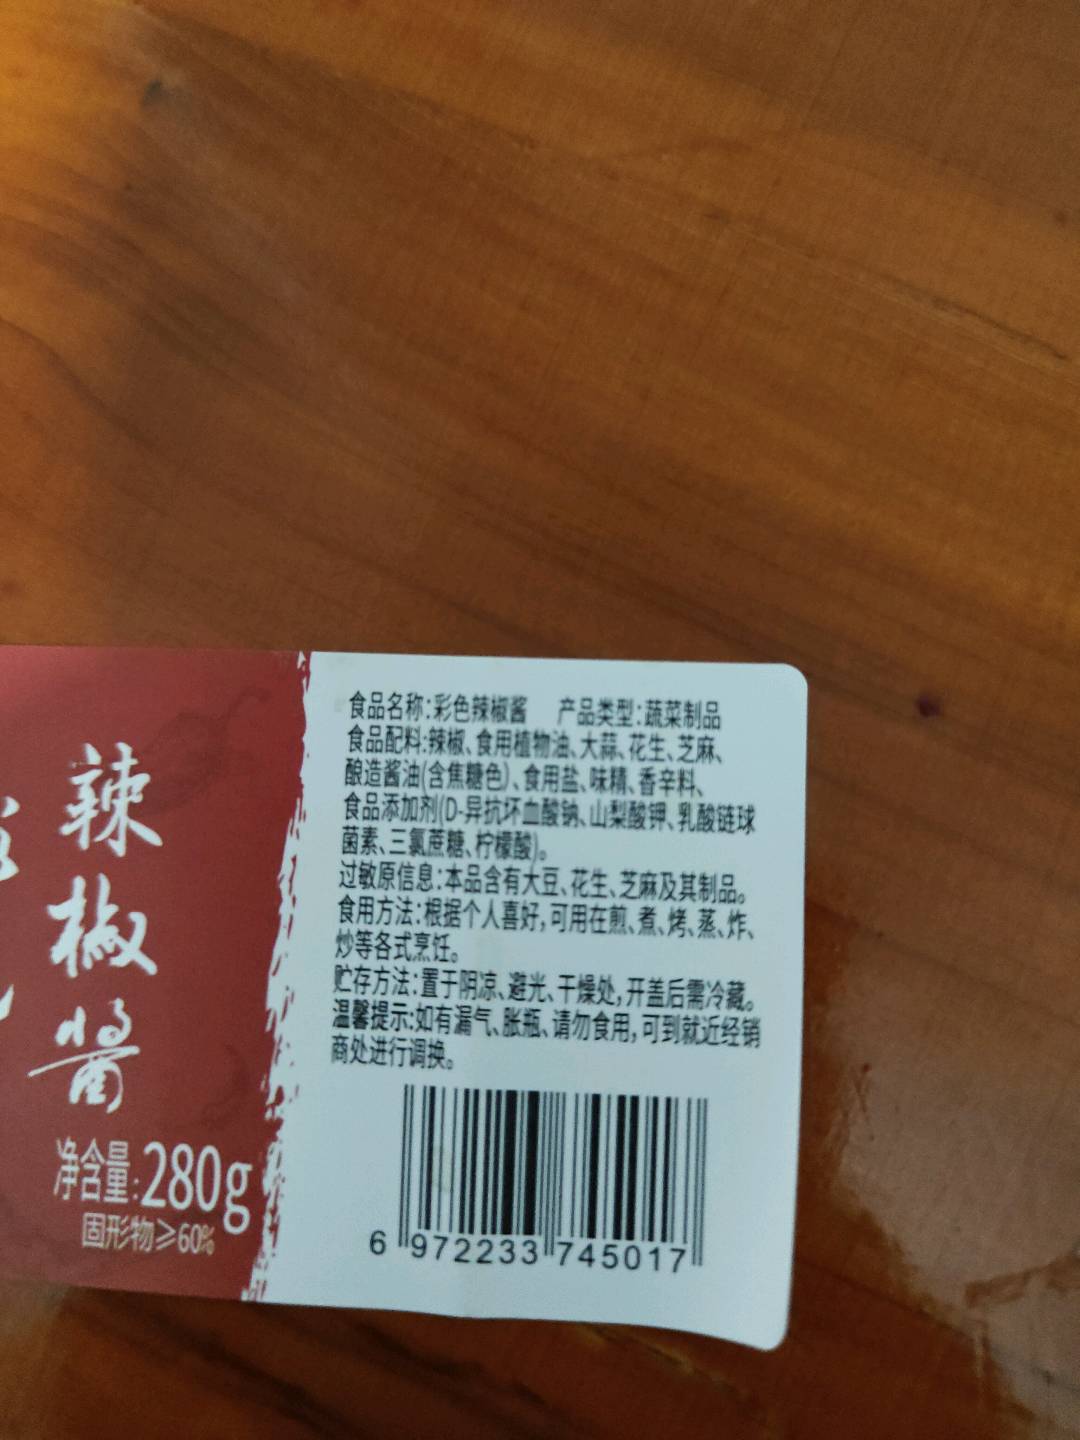 辣椒醬
净含量:280g
固形物≥60%
食品名称:彩色辣椒酱 产品类型:蔬菜制品
食品配料:辣椒、食用植物油、大蒜、花生、芝麻、
酿造酱油(含焦糖色)、食用盐、味精、香辛料、
食品添加剂(D-异抗坏血酸钠、山梨酸钾、乳酸链球
菌素、三氯蔗糖、柠檬酸)。
过敏原信息:本品含有大豆、花生、芝麻及其制品。
食用方法:根据个人喜好,可用在煎、煮、烤、蒸、炸、
炒等各式烹饪。
贮存方法:置于阴凉、避光、干燥处,开盖后需冷藏。
温馨提示:如有漏气、胀瓶、请勿食用,可到就近经销
商处进行调换。
6 972233 745017